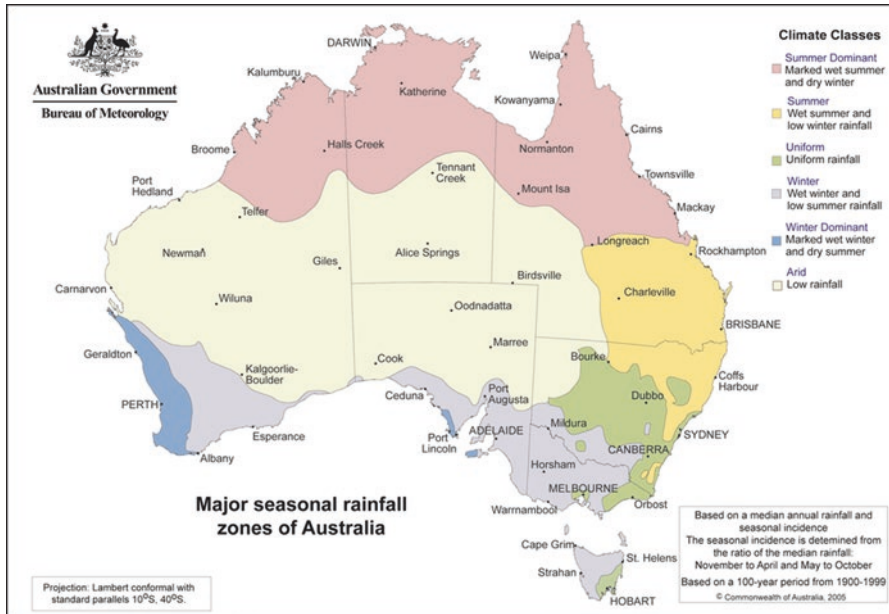 Australian Government
Bureau of Meteorology
DARWIN
Weipa
Kalumburu
Katherine
Kowanyama
Cairns
Broome
Halls Creek
Normanton
Port
Hedland
Tennant
Creek
Townsville
Mount Isa
Mackay
Telfer
Longreach
Rockhampton
Newman
Giles
Alice Springs
Birdsville
Carnarvon
Wiluna
Charleville
Oodnadatta
BRISBANE
Geraldton
Cook
Marree
Bourke
Coffs
Harbour
Kalgoorlie-
Boulder
Ceduna
Port
Augusta
Dubbo
PERTH
Esperance
Port
Lincoln
ADELAIDE
Mildura
SYDNEY
CANBERRA
Albany
Horsham
MELBOURNE
Warrnambool
Orbost
Cape Grim
St. Helens
Strahan
HOBART
Climate Classes
Summer Dominant
Marked wet summer
and dry winter
Summer
Wet summer and
low winter rainfall
Uniform
Uniform rainfall
Winter
Wet winter and
low summer rainfall
Winter Dominant
Marked wet winter
and dry summer
Arid
Low rainfall
Major seasonal rainfall
zones of Australia
Projection: Lambert conformal with
standard parallels 10°S, 40°S.
Based on a median annual rainfall and
seasonal incidence
The seasonal incidence is detemined from
the ratio of the median rainfall:
November to April and May to October
Based on a 100-year period from 1900-1999
© Commonwealth of Australia, 2005